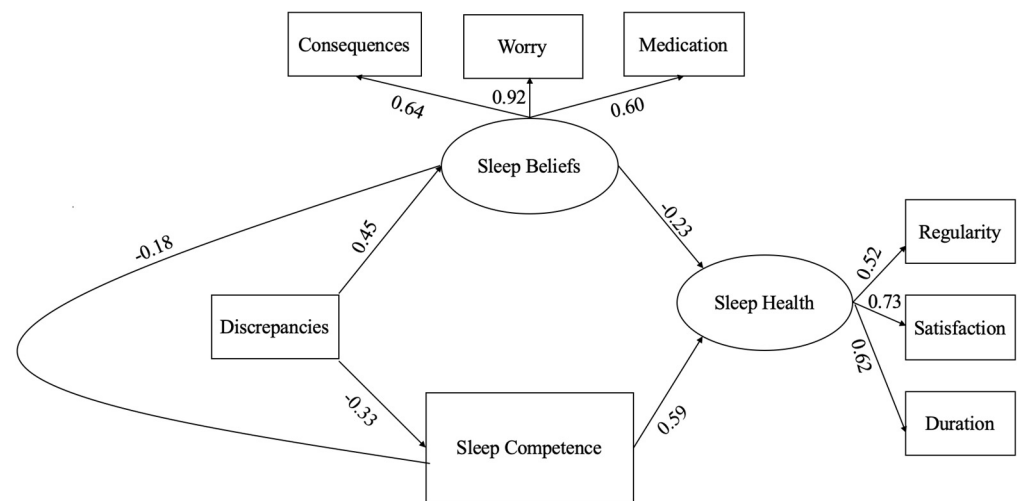 Consequences
Worry
Medication
0.64
0.92
0.60
Sleep Beliefs
-0.18
0.45
-0.23
Regularity
0.52
Discrepancies
Sleep Health
0.73
Satisfaction
0.62
-0.33
0.59
Duration
Sleep Competence